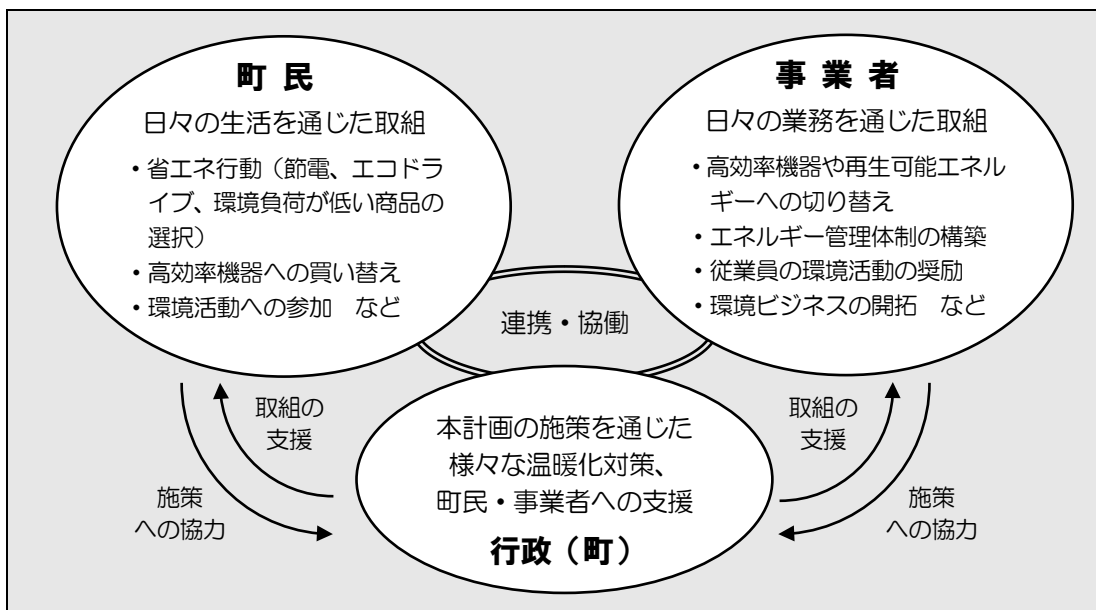 町 民
日々の生活を通じた取組
・省エネ行動（節電、エコドラ
イブ、環境負荷が低い商品の
選択）
・高効率機器への買い替え
・環境活動への参加　など
事 業 者
日々の業務を通じた取組
・高効率機器や再生可能エネル
ギーへの切り替え
・エネルギー管理体制の構築
・従業員の環境活動の奨励
・環境ビジネスの開拓　など
連携・協働
取組の
支援
施策
への協力
本計画の施策を通じた
様々な温暖化対策、
町民・事業者への支援
行政（町）
取組の
支援
施策
への協力